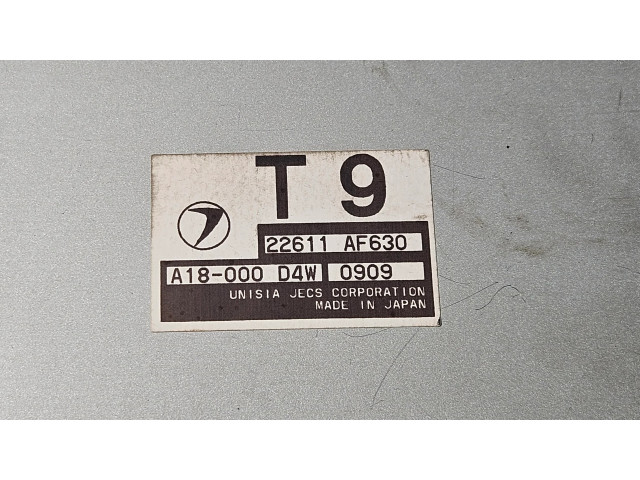 T 9
22611 AF630
A18-000 D4W 0909
UNISIA JECS CORPORATION
MADE IN JAPAN